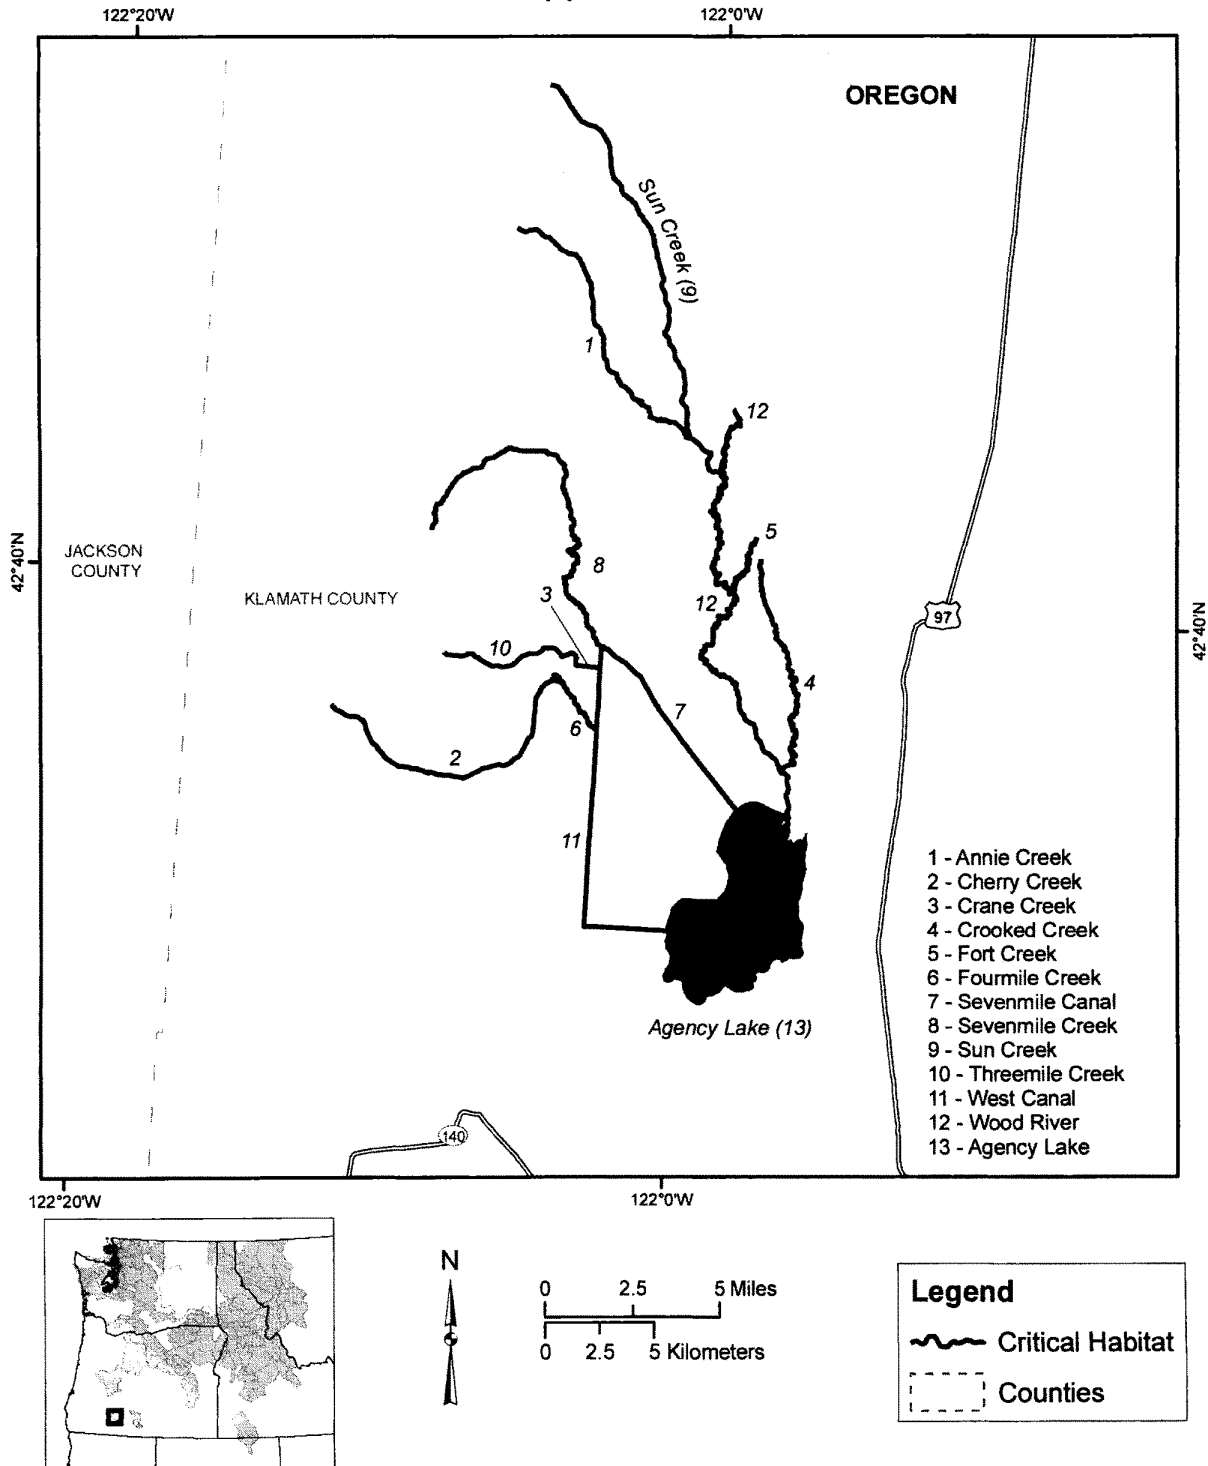 122°20'W
122°0'W
OREGON
Sun Creek (9)
1
12
5
42°40'N
JACKSON
COUNTY
8
KLAMATH COUNTY
3
12
97
42°40'N
10
4
7
6
2
11
1 - Annie Creek
2 - Cherry Creek
3 - Crane Creek
4 - Crooked Creek
5 - Fort Creek
6 - Fourmile Creek
7 - Sevenmile Canal
8 - Sevenmile Creek
9 - Sun Creek
10 - Threemile Creek
11 - West Canal
12 - Wood River
13 - Agency Lake
Agency Lake (13)
140
122°20'W
122°0'W
N
0 2.5 5 Miles
0 2.5 5 Kilometers
Legend
Critical Habitat
Counties